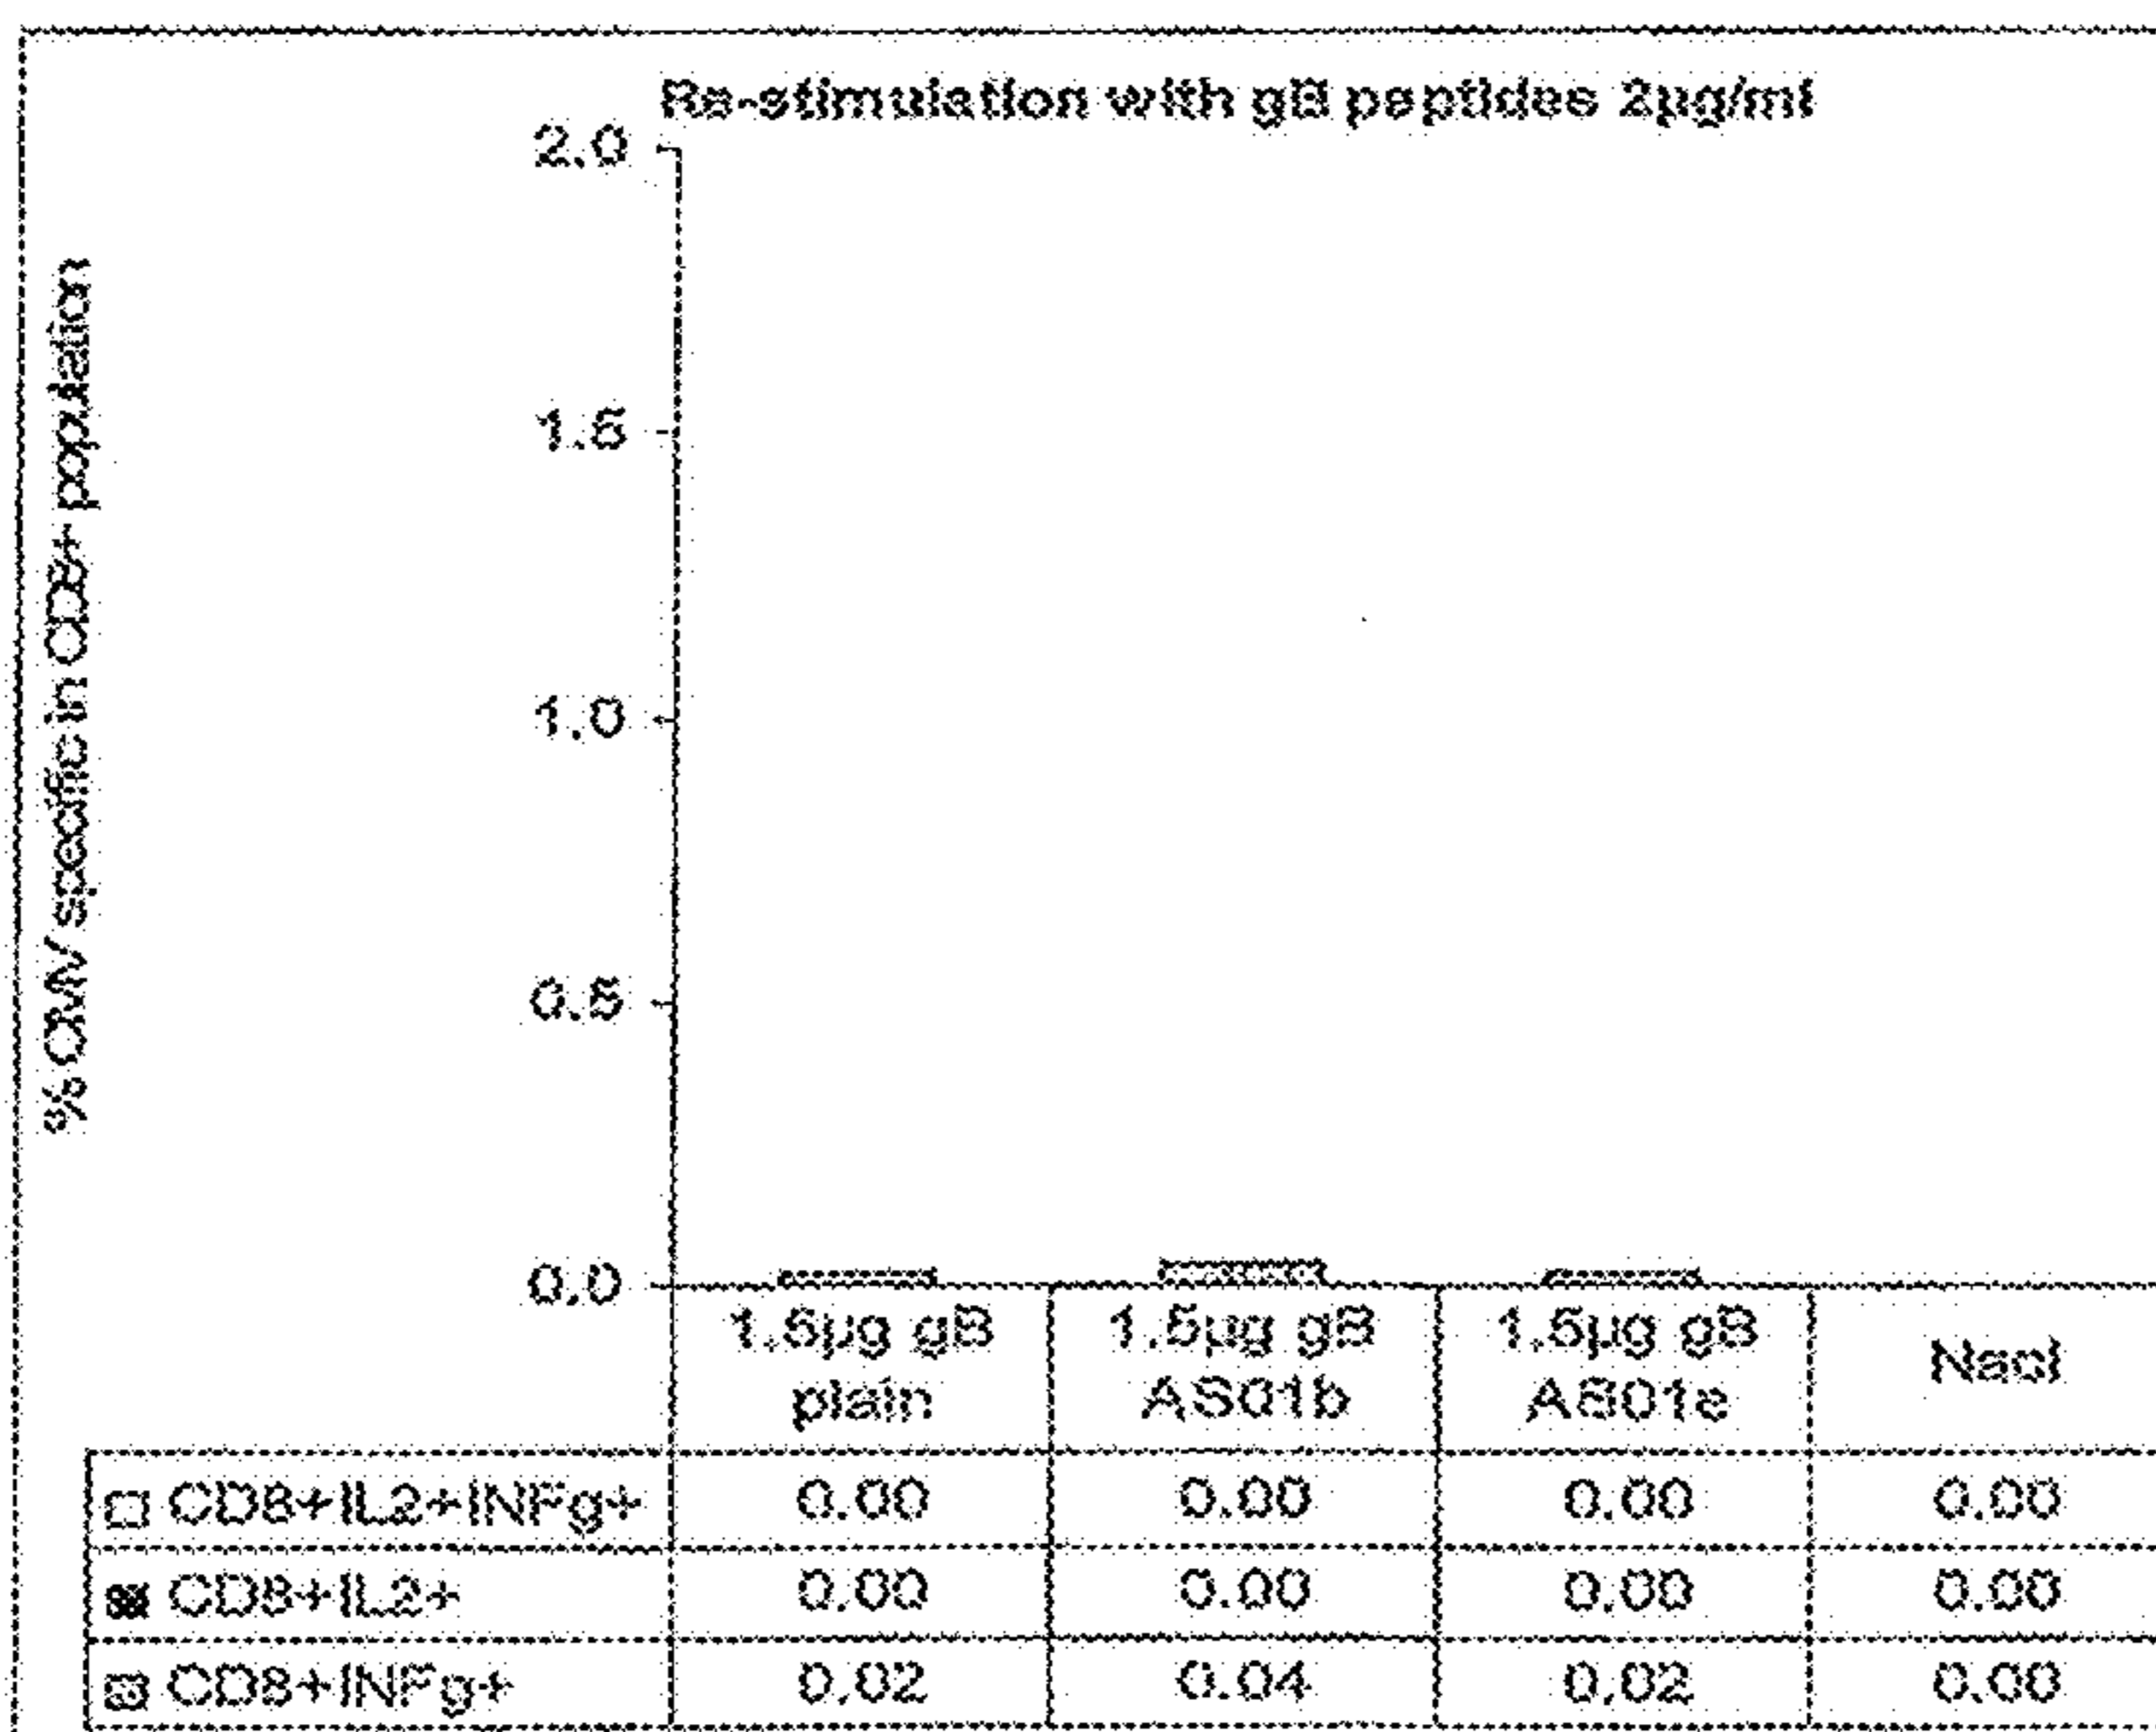 Re-stimulation with gB peptides 2µg/ml
% CMV specific in CD8+ population
2.0
1.5
1.0
0.5
0.0
1.5µg gB plain
1.5µg gB AS01b
1.5µg gB AS01e
Nacl
CD8+IL2+INFg+ 0.00 0.00 0.00 0.00
CD8+IL2+ 0.00 0.00 0.00 0.00
CD8+INFg+ 0.02 0.04 0.02 0.00